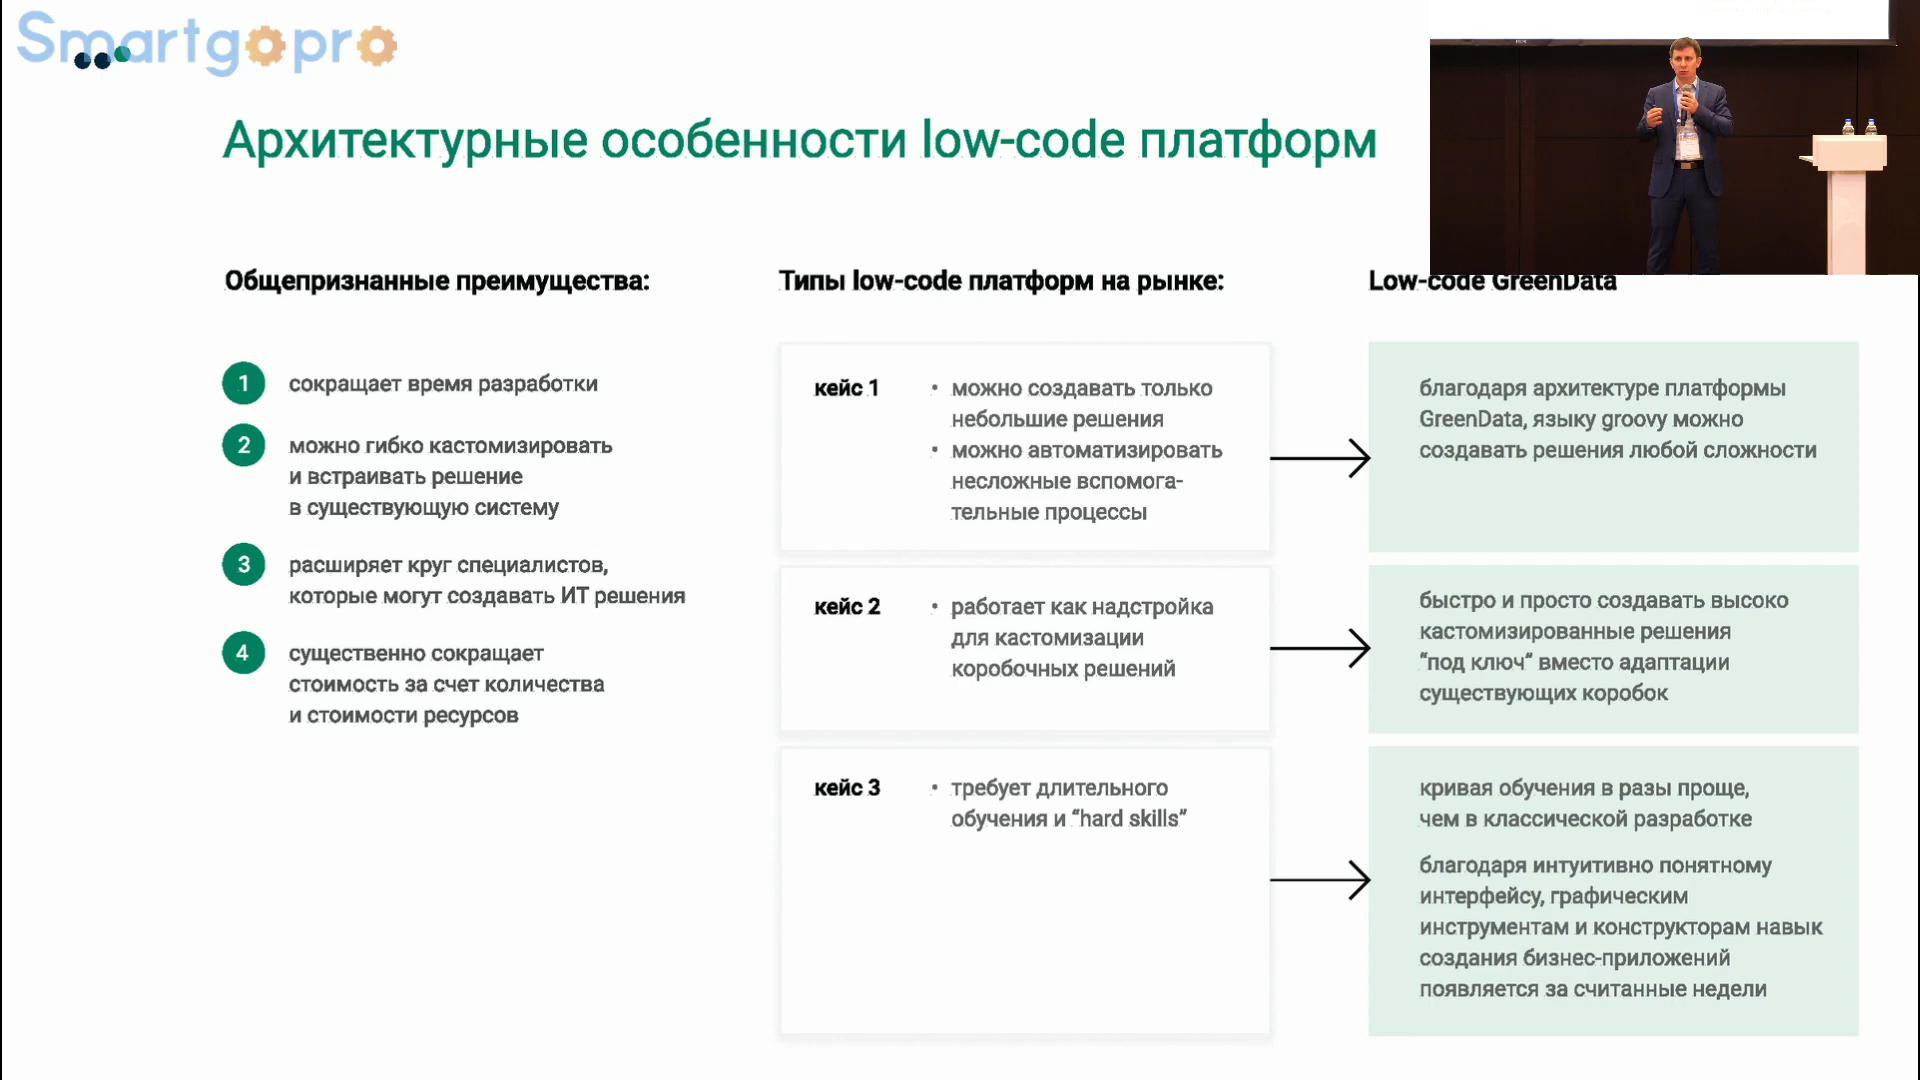 Smartgopro
Архитектурные особенности low-code платформ
Общепризнанные преимущества:
1 сокращает время разработки
2 можно гибко кастомизировать
и встраивать решение
в существующую систему
3 расширяет круг специалистов,
которые могут создавать ИТ решения
4 существенно сокращает
стоимость за счет количества
и стоимости ресурсов
Типы low-code платформ на рынке:
кейс 1
• можно создавать только
небольшие решения
• можно автоматизировать
несложные вспомога-
тельные процессы
кейс 2
• работает как надстройка
для кастомизации
коробочных решений
кейс 3
• требует длительного
обучения и “hard skills”
Low-code GreenData
благодаря архитектуре платформы
GreenData, языку groovy можно
создавать решения любой сложности
быстро и просто создавать высоко
кастомизированные решения
“под ключ” вместо адаптации
существующих коробок
кривая обучения в разы проще,
чем в классической разработке
благодаря интуитивно понятному
интерфейсу, графическим
инструментам и конструкторам навык
создания бизнес-приложений
появляется за считанные недели